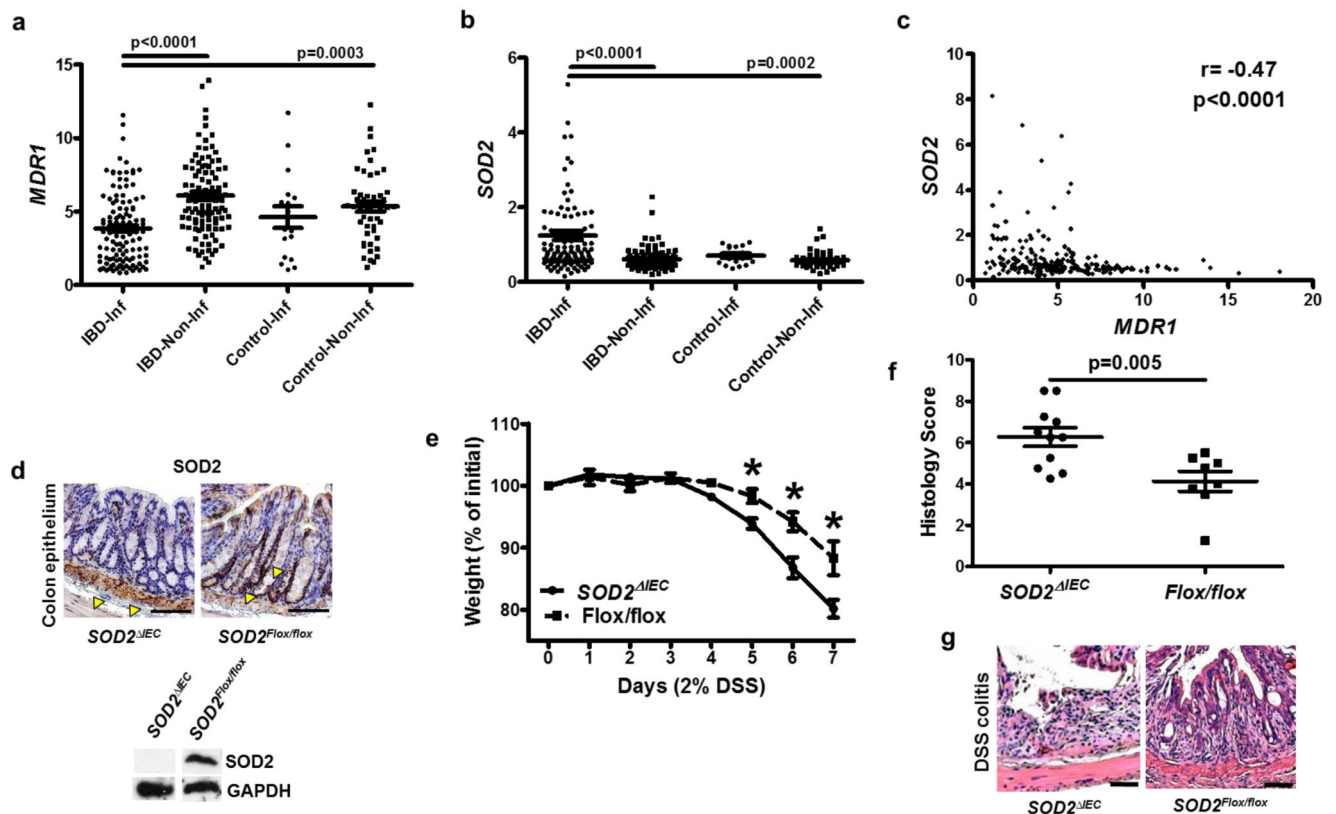 a
p<0.0001
p=0.0003
MDR1
15
10
5
0
IBD-Inf
IBD-Non-Inf
Control-Inf
Control-Non-Inf
b
p<0.0001
p=0.0002
SOD2
6
4
2
0
IBD-Inf
IBD-Non-Inf
Control-Inf
Control-Non-Inf
c
r= -0.47
p<0.0001
SOD2
10
8
6
4
2
0
0 5 10 15 20
MDR1
d
SOD2
Colon epithelium
SOD2ΔIEC SOD2Flox/flox
SOD2ΔIEC SOD2Flox/flox
SOD2
GAPDH
e
Weight (% of initial)
110
100
90
80
SOD2ΔIEC
Flox/flox
* * *
0 1 2 3 4 5 6 7
Days (2% DSS)
f
p=0.005
Histology Score
10
8
6
4
2
0
SOD2ΔIEC Flox/flox
g
DSS colitis
SOD2ΔIEC SOD2Flox/flox